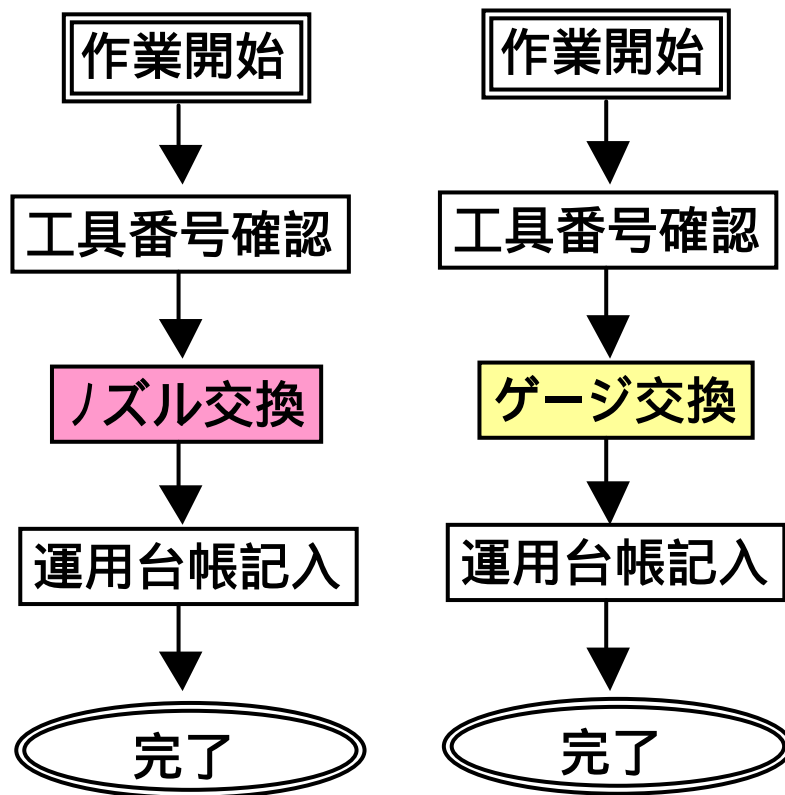 作業開始
工具番号確認
ノズル交換
運用台帳記入
完了
作業開始
工具番号確認
ゲージ交換
運用台帳記入
完了